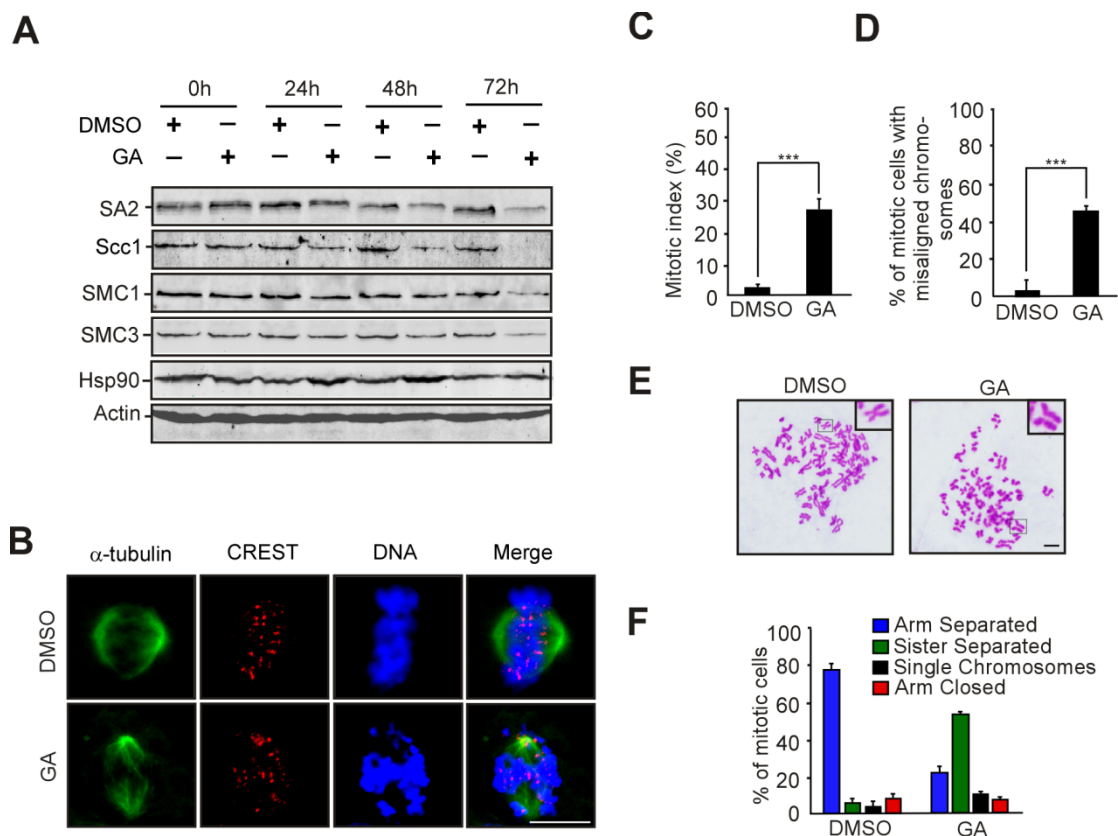 A
0h 24h 48h 72h
DMSO + – + – + – + –
GA – + – + – + – +
SA2
Scc1
SMC1
SMC3
Hsp90
Actin
B
α-tubulin CREST DNA Merge
DMSO
GA
C
Mitotic index (%)
60
50
40
30
20
10
0
***
DMSO GA
D
% of mitotic cells with
misaligned chromo-
somes
100
80
60
40
20
0
***
DMSO GA
E
DMSO GA
F
% of mitotic cells
100
80
60
40
20
0
Arm Separated
Sister Separated
Single Chromosomes
Arm Closed
DMSO GA